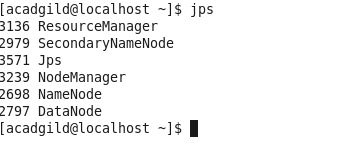 [acadgild@localhost ~]$ jps
3136 ResourceManager
2979 SecondaryNameNode
3571 Jps
3239 NodeManager
2698 NameNode
2797 DataNode
[acadgild@localhost ~]$